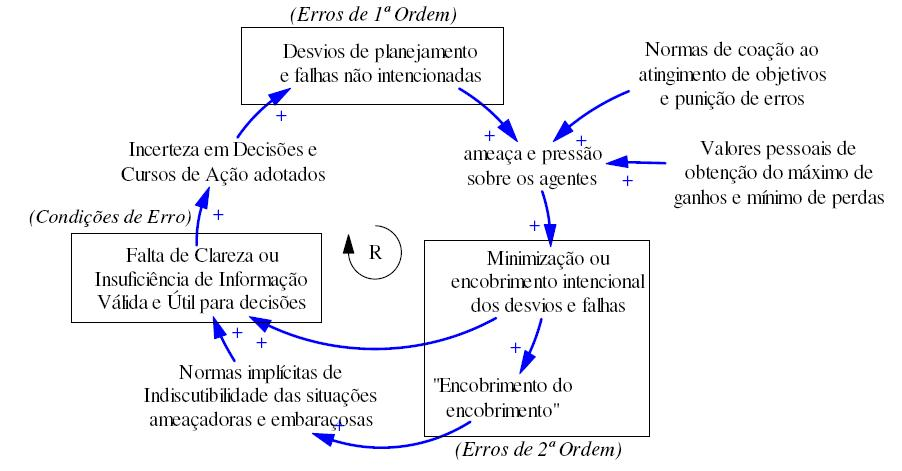 (Erros de 1ª Ordem)
Desvios de planejamento
e falhas não intencionadas
Normas de coação ao
atingimento de objetivos
e punição de erros
+
+
+
Incerteza em Decisões e
Cursos de Ação adotados
ameaça e pressão
sobre os agentes
Valores pessoais de
obtenção do máximo de
ganhos e mínimo de perdas
+
(Condições de Erro)
+
+
Falta de Clareza ou
Insuficiência de Informação
Válida e Útil para decisões
R
Minimização ou
encobrimento intencional
dos desvios e falhas
+
+
+
Normas implícitas de
Indiscutibilidade das situações
ameaçadoras e embaraçosas
"Encobrimento do
encobrimento"
+
(Erros de 2ª Ordem)